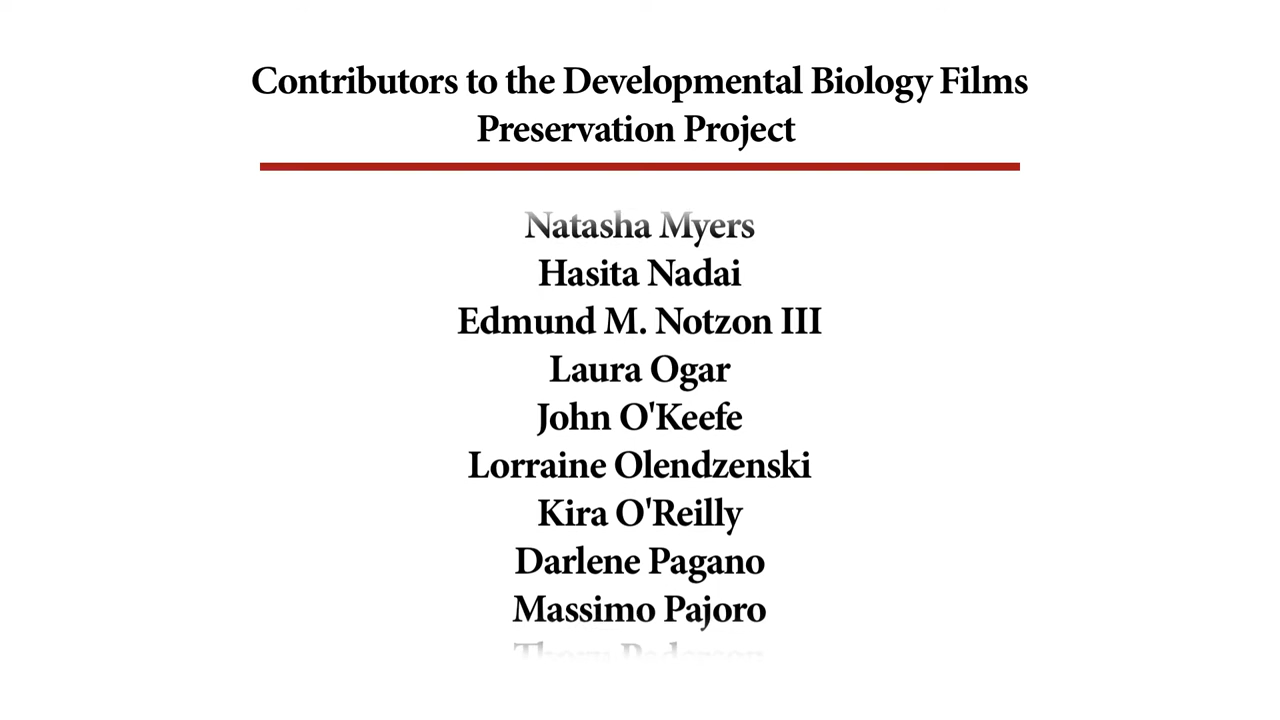 Contributors to the Developmental Biology Films
Preservation Project
Natasha Myers
Hasita Nadai
Edmund M. Notzon III
Laura Ogar
John O'Keefe
Lorraine Olendzenski
Kira O'Reilly
Darlene Pagano
Massimo Pajoro